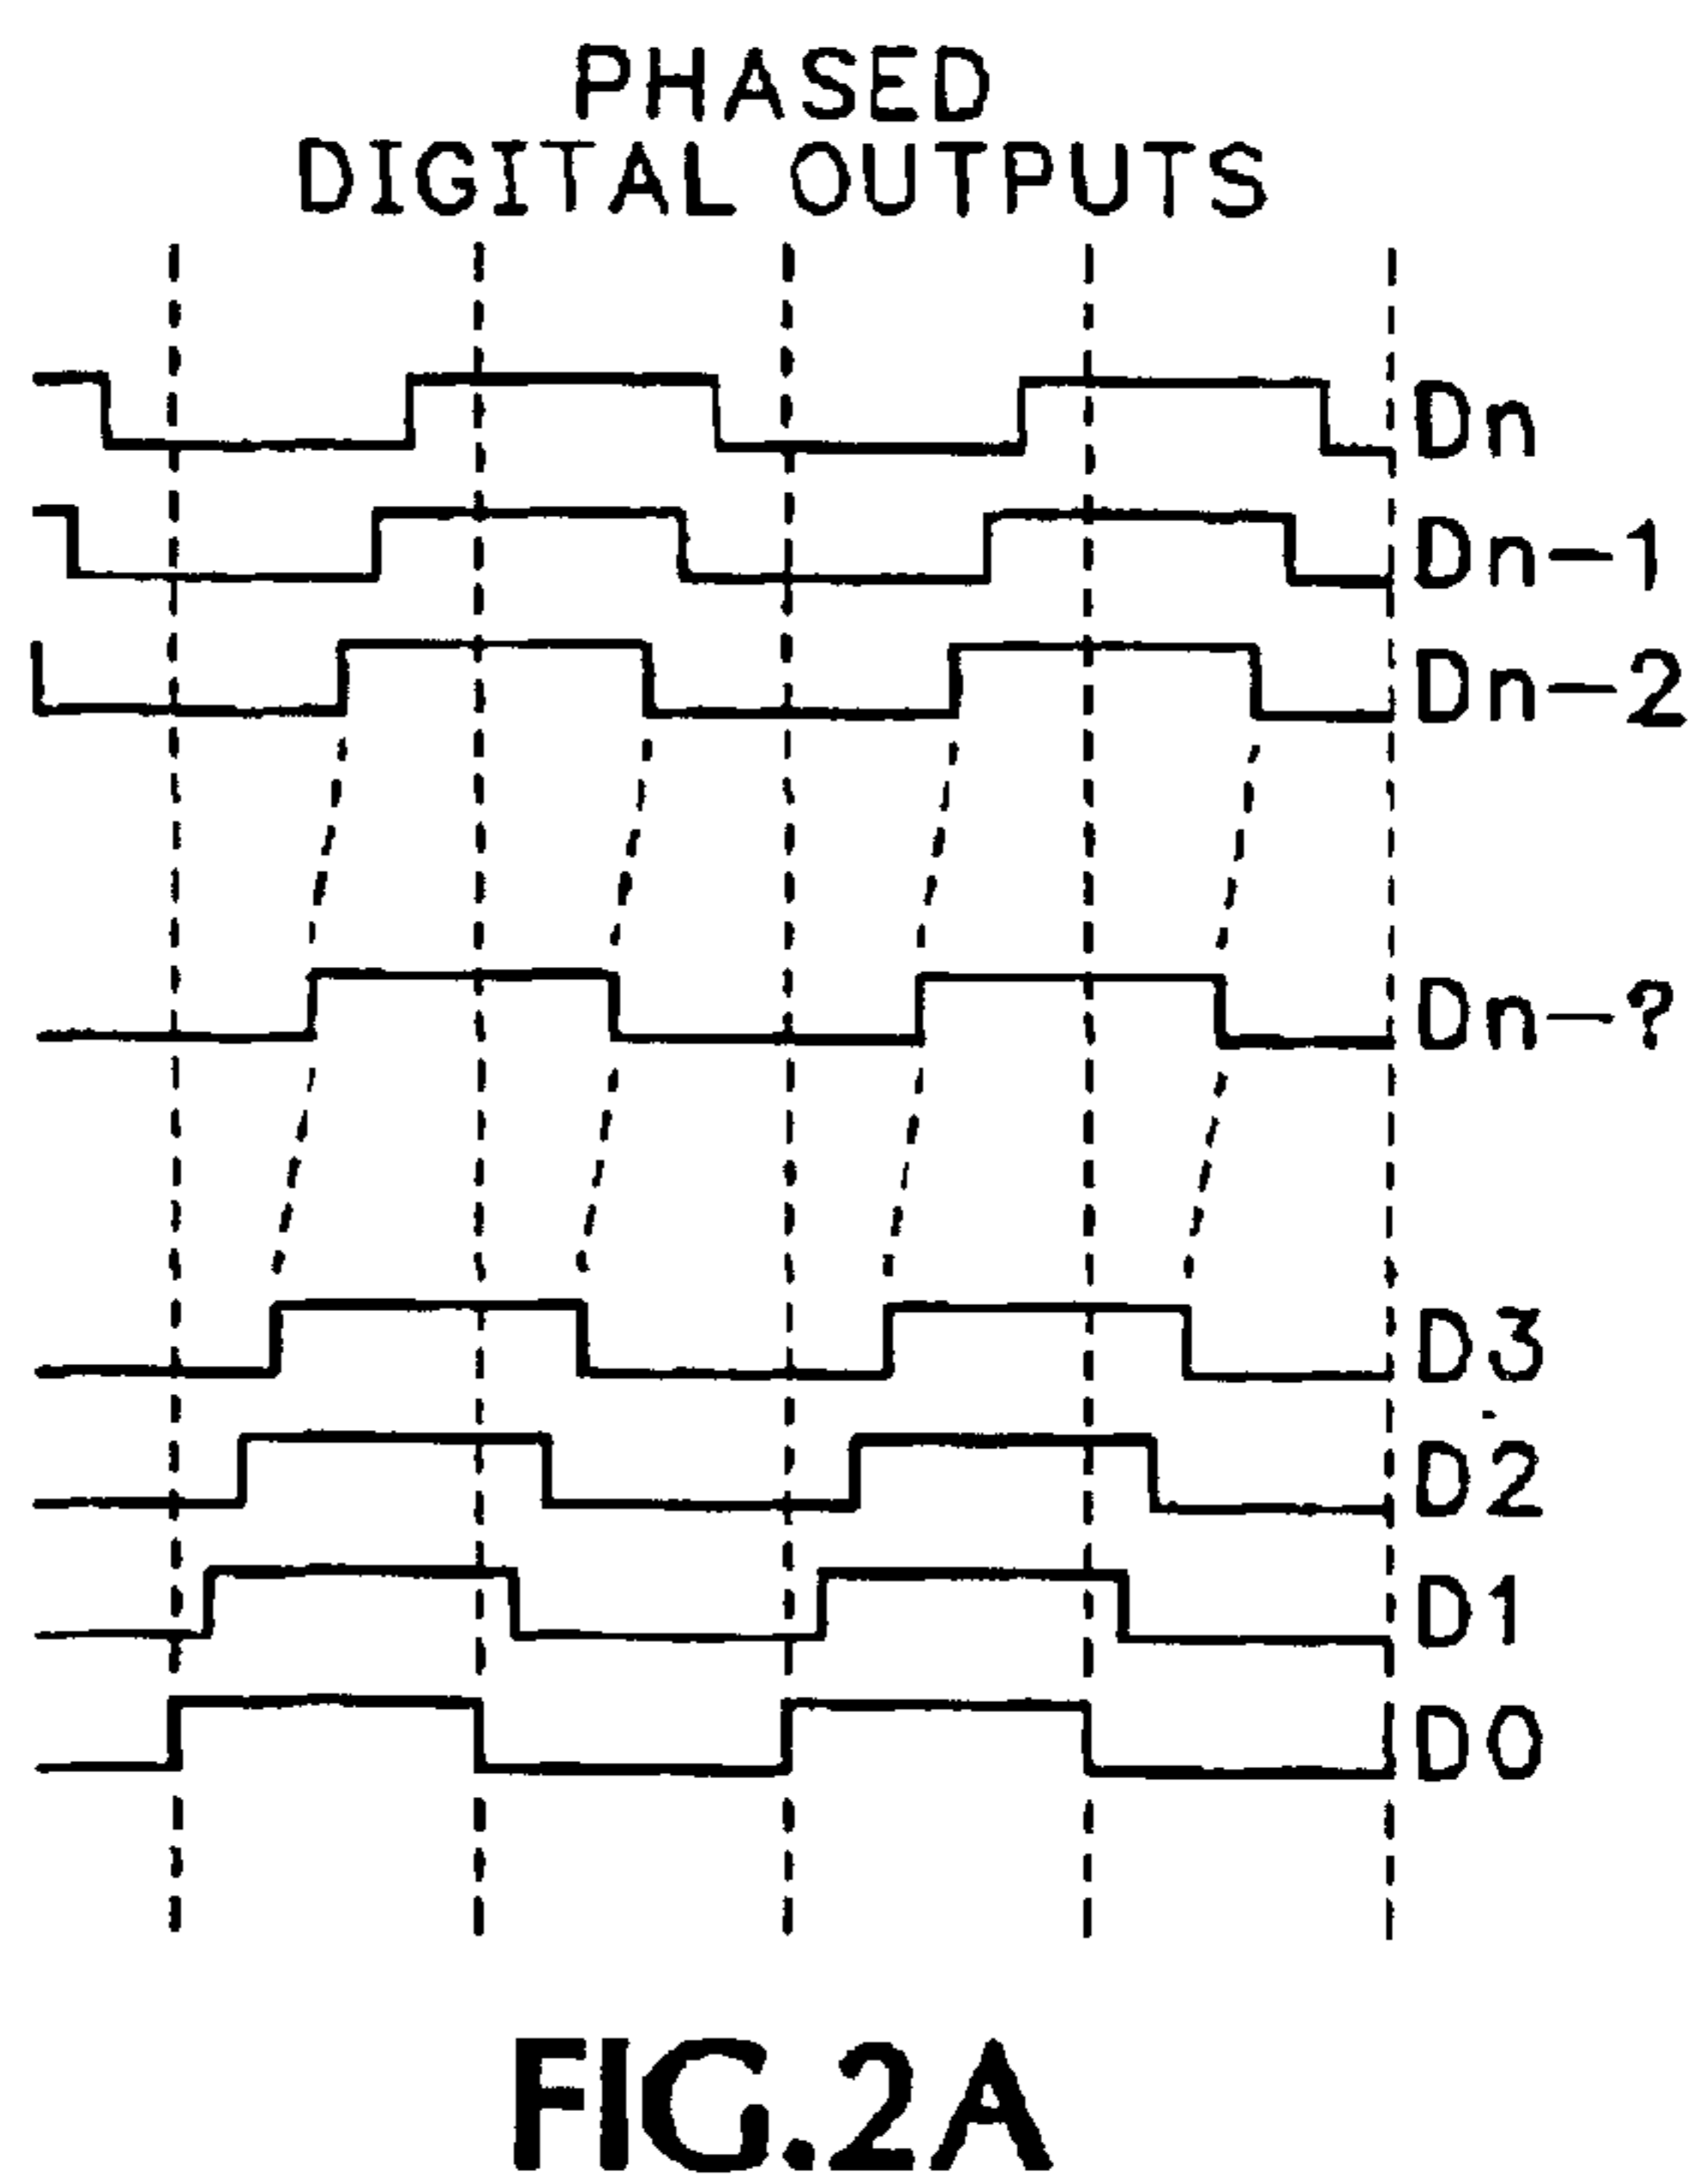 PHASED
DIGITAL OUTPUTS
Dn
Dn-1
Dn-2
Dn-?
D3
D2
D1
D0
FIG.2A